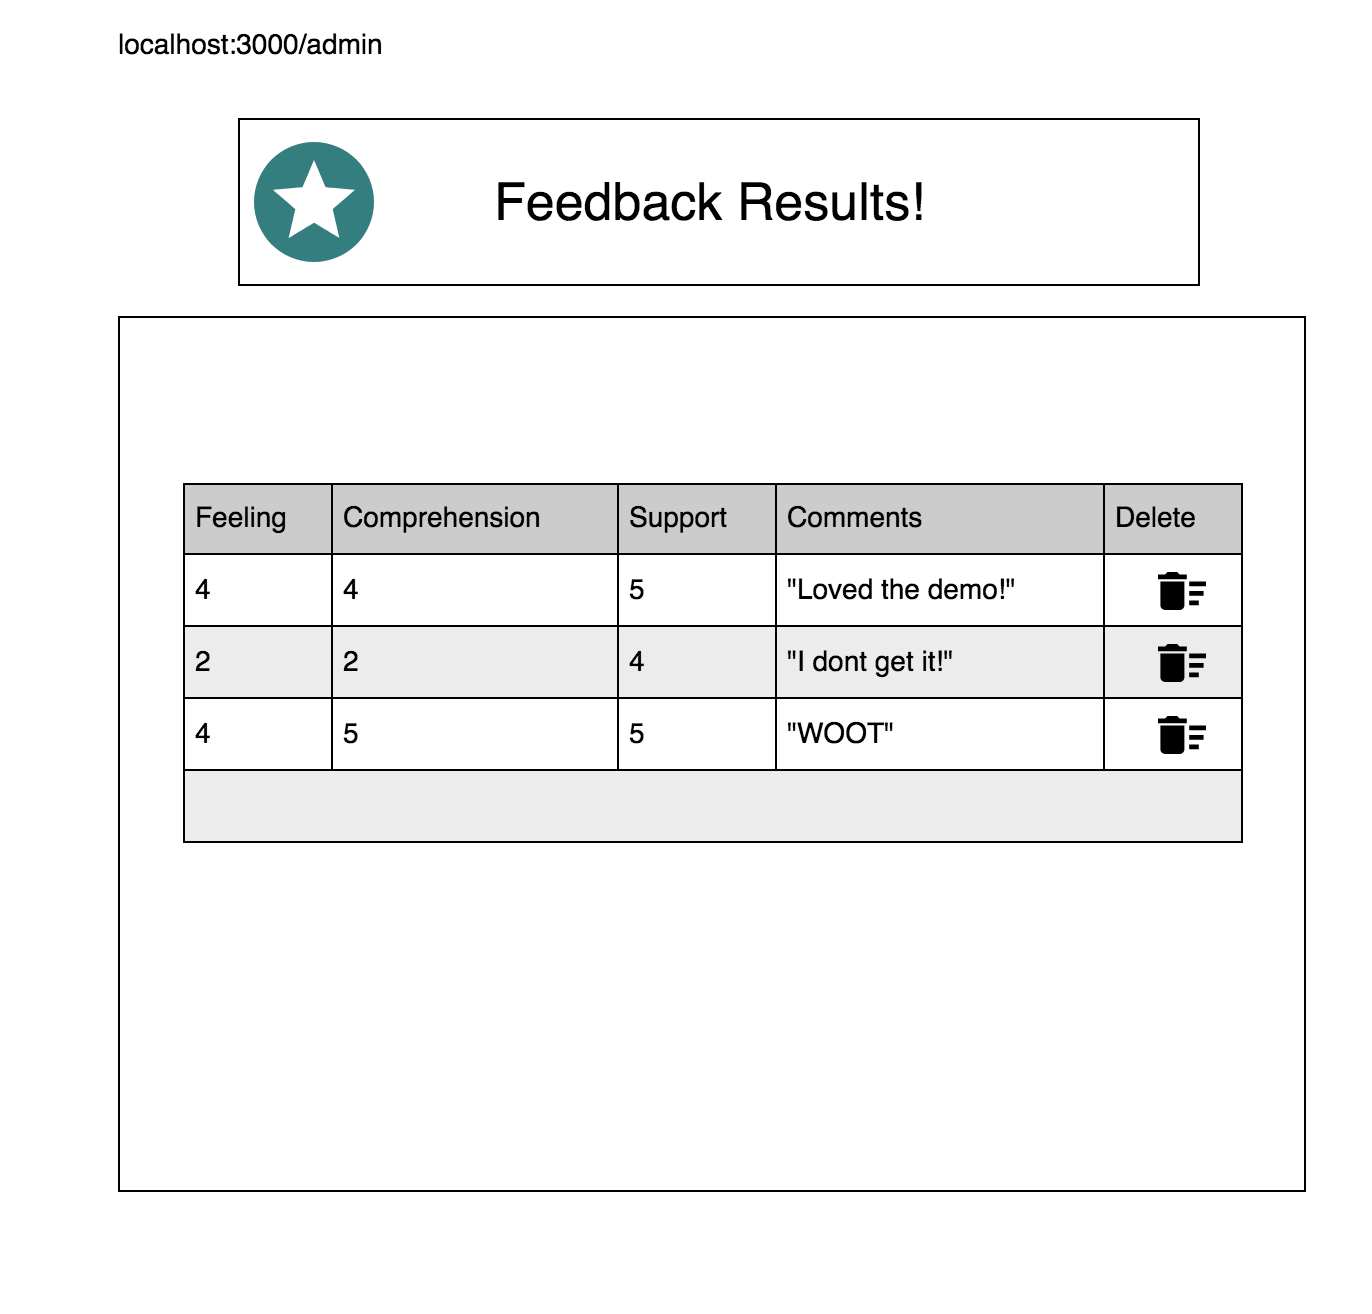 localhost:3000/admin
Feedback Results!
Feeling Comprehension Support Comments Delete
4 4 5 "Loved the demo!"
2 2 4 "I dont get it!"
4 5 5 "WOOT"